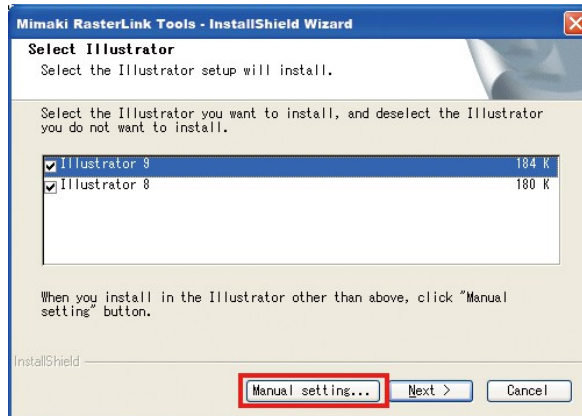 Mimaki RasterLink Tools - InstallShield Wizard
Select Illustrator
Select the Illustrator setup will install.
Select the Illustrator you want to install, and deselect the Illustrator
you do not want to install.
Illustrator 9 184 K
Illustrator 8 180 K
When you install in the Illustrator other than above, click "Manual
setting" button.
InstallShield
Manual setting... Next > Cancel